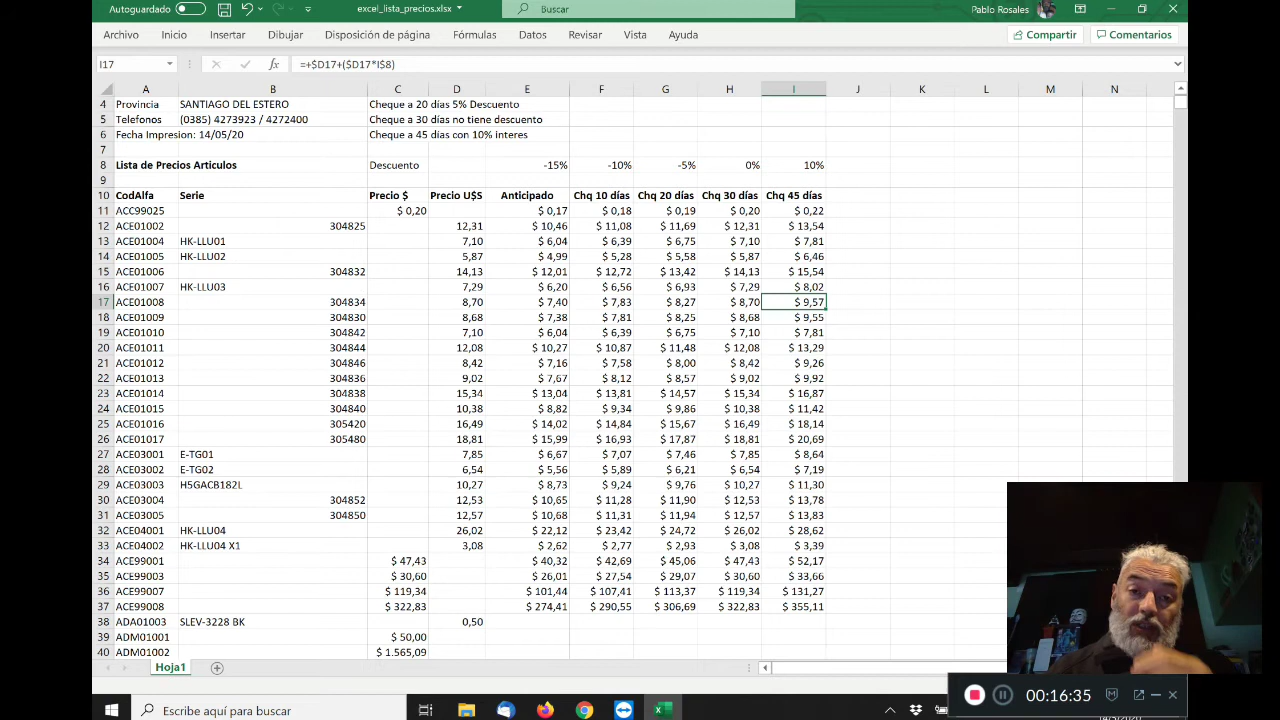 Autoguardado excel_lista_precios.xlsx Buscar Pablo Rosales
Archivo Inicio Insertar Dibujar Disposición de página Fórmulas Datos Revisar Vista Ayuda Compartir Comentarios
I17 fx =+$D17+($D17*I$8)
A B C D E F G H I J K L M N
4 Provincia SANTIAGO DEL ESTERO Cheque a 20 días 5% Descuento
5 Telefonos (0385) 4273923 / 4272400 Cheque a 30 días no tiene descuento
6 Fecha Impresion: 14/05/20 Cheque a 45 días con 10% interes
7
8 Lista de Precios Articulos Descuento -15% -10% -5% 0% 10%
9
10 CodAlfa Serie Precio $ Precio U$S Anticipado Chq 10 días Chq 20 días Chq 30 días Chq 45 días
11 ACC99025 $ 0,20 $ 0,17 $ 0,18 $ 0,19 $ 0,20 $ 0,22
12 ACE01002 304825 12,31 $ 10,46 $ 11,08 $ 11,69 $ 12,31 $ 13,54
13 ACE01004 HK-LLU01 7,10 $ 6,04 $ 6,39 $ 6,75 $ 7,10 $ 7,81
14 ACE01005 HK-LLU02 5,87 $ 4,99 $ 5,28 $ 5,58 $ 5,87 $ 6,46
15 ACE01006 304832 14,13 $ 12,01 $ 12,72 $ 13,42 $ 14,13 $ 15,54
16 ACE01007 HK-LLU03 7,29 $ 6,20 $ 6,56 $ 6,93 $ 7,29 $ 8,02
17 ACE01008 304834 8,70 $ 7,40 $ 7,83 $ 8,27 $ 8,70 $ 9,57
18 ACE01009 304830 8,68 $ 7,38 $ 7,81 $ 8,25 $ 8,68 $ 9,55
19 ACE01010 304842 7,10 $ 6,04 $ 6,39 $ 6,75 $ 7,10 $ 7,81
20 ACE01011 304844 12,08 $ 10,27 $ 10,87 $ 11,48 $ 12,08 $ 13,29
21 ACE01012 304846 8,42 $ 7,16 $ 7,58 $ 8,00 $ 8,42 $ 9,26
22 ACE01013 304836 9,02 $ 7,67 $ 8,12 $ 8,57 $ 9,02 $ 9,92
23 ACE01014 304838 15,34 $ 13,04 $ 13,81 $ 14,57 $ 15,34 $ 16,87
24 ACE01015 304840 10,38 $ 8,82 $ 9,34 $ 9,86 $ 10,38 $ 11,42
25 ACE01016 305420 16,49 $ 14,02 $ 14,84 $ 15,67 $ 16,49 $ 18,14
26 ACE01017 305480 18,81 $ 15,99 $ 16,93 $ 17,87 $ 18,81 $ 20,69
27 ACE03001 E-TG01 7,85 $ 6,67 $ 7,07 $ 7,46 $ 7,85 $ 8,64
28 ACE03002 E-TG02 6,54 $ 5,56 $ 5,89 $ 6,21 $ 6,54 $ 7,19
29 ACE03003 H5GACB182L 10,27 $ 8,73 $ 9,24 $ 9,76 $ 10,27 $ 11,30
30 ACE03004 304852 12,53 $ 10,65 $ 11,28 $ 11,90 $ 12,53 $ 13,78
31 ACE03005 304850 12,57 $ 10,68 $ 11,31 $ 11,94 $ 12,57 $ 13,83
32 ACE04001 HK-LLU04 26,02 $ 22,12 $ 23,42 $ 24,72 $ 26,02 $ 28,62
33 ACE04002 HK-LLU04 X1 3,08 $ 2,62 $ 2,77 $ 2,93 $ 3,08 $ 3,39
34 ACE99001 $ 47,43 $ 40,32 $ 42,69 $ 45,06 $ 47,43 $ 52,17
35 ACE99003 $ 30,60 $ 26,01 $ 27,54 $ 29,07 $ 30,60 $ 33,66
36 ACE99007 $ 119,34 $ 101,44 $ 107,41 $ 113,37 $ 119,34 $ 131,27
37 ACE99008 $ 322,83 $ 274,41 $ 290,55 $ 306,69 $ 322,83 $ 355,11
38 ADA01003 SLEV-3228 BK 0,50
39 ADM01001 $ 50,00
40 ADM01002 $ 1.565,09
Hoja1
00:16:35
Escribe aquí para buscar